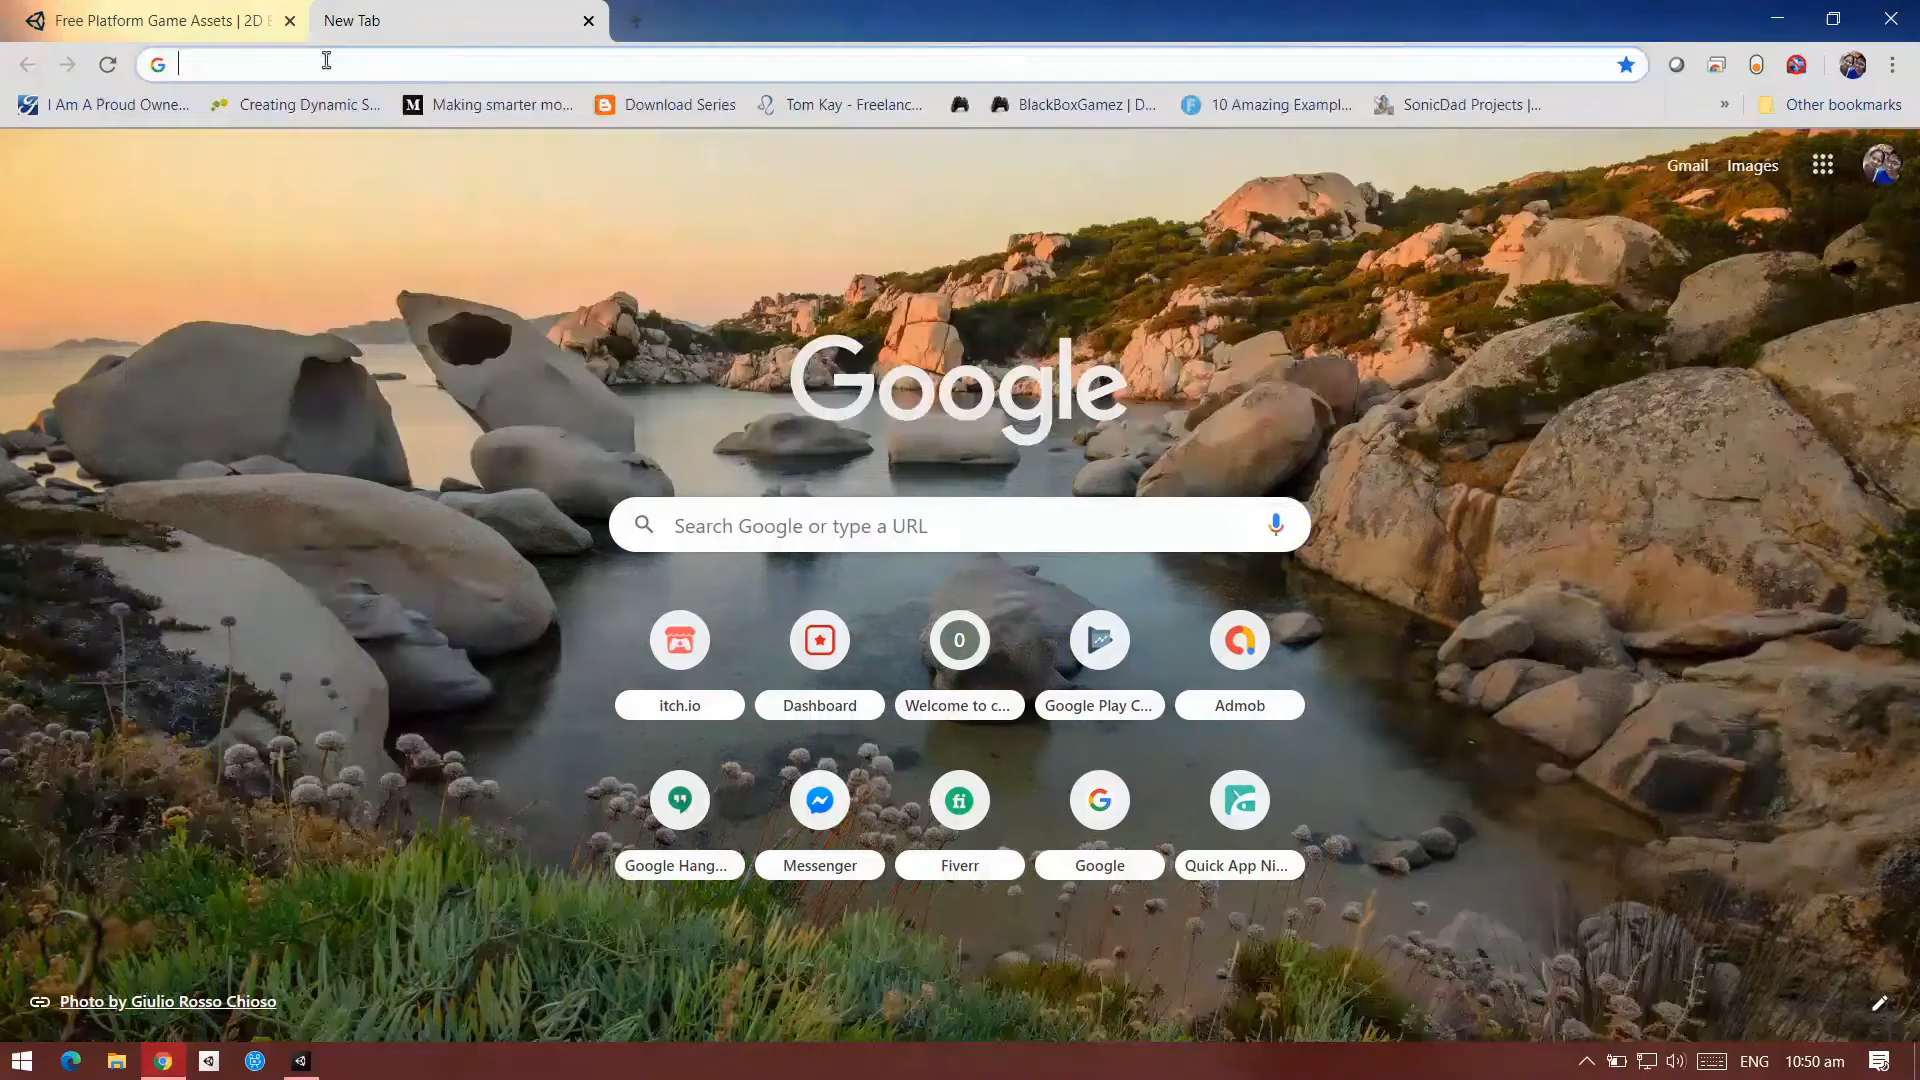 Free Platform Game Assets | 2D
New Tab
I Am A Proud Owne...
Creating Dynamic S...
Making smarter mo...
Download Series
Tom Kay - Freelanc...
BlackBoxGamez | D...
10 Amazing Exampl...
SonicDad Projects |...
»
Other bookmarks
Gmail
Images
Google
Search Google or type a URL
0
itch.io
Dashboard
Welcome to c...
Google Play C...
Admob
fi
Google Hang...
Messenger
Fiverr
Google
Quick App Ni...
Photo by Giulio Rosso Chioso
ENG
10:50 am